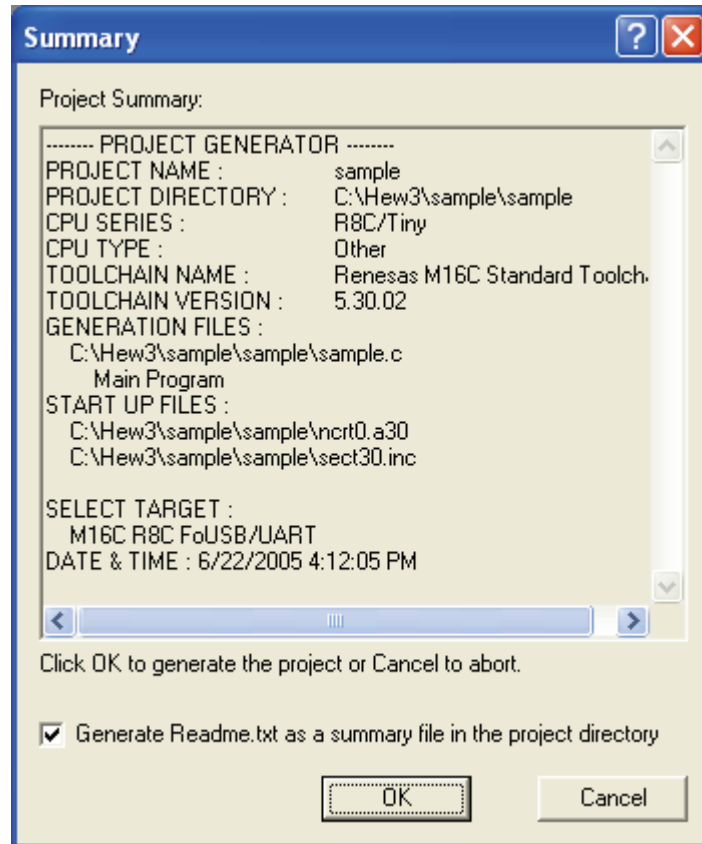 Summary
Project Summary:
-------- PROJECT GENERATOR --------
PROJECT NAME : sample
PROJECT DIRECTORY : C:\Hew3\sample\sample
CPU SERIES : R8C/Tiny
CPU TYPE : Other
TOOLCHAIN NAME : Renesas M16C Standard Toolch
TOOLCHAIN VERSION : 5.30.02
GENERATION FILES :
C:\Hew3\sample\sample\sample.c
Main Program
START UP FILES :
C:\Hew3\sample\sample\ncrt0.a30
C:\Hew3\sample\sample\sect30.inc
SELECT TARGET :
M16C R8C FoUSB/UART
DATE & TIME : 6/22/2005 4:12:05 PM
Click OK to generate the project or Cancel to abort.
Generate Readme.txt as a summary file in the project directory
OK Cancel